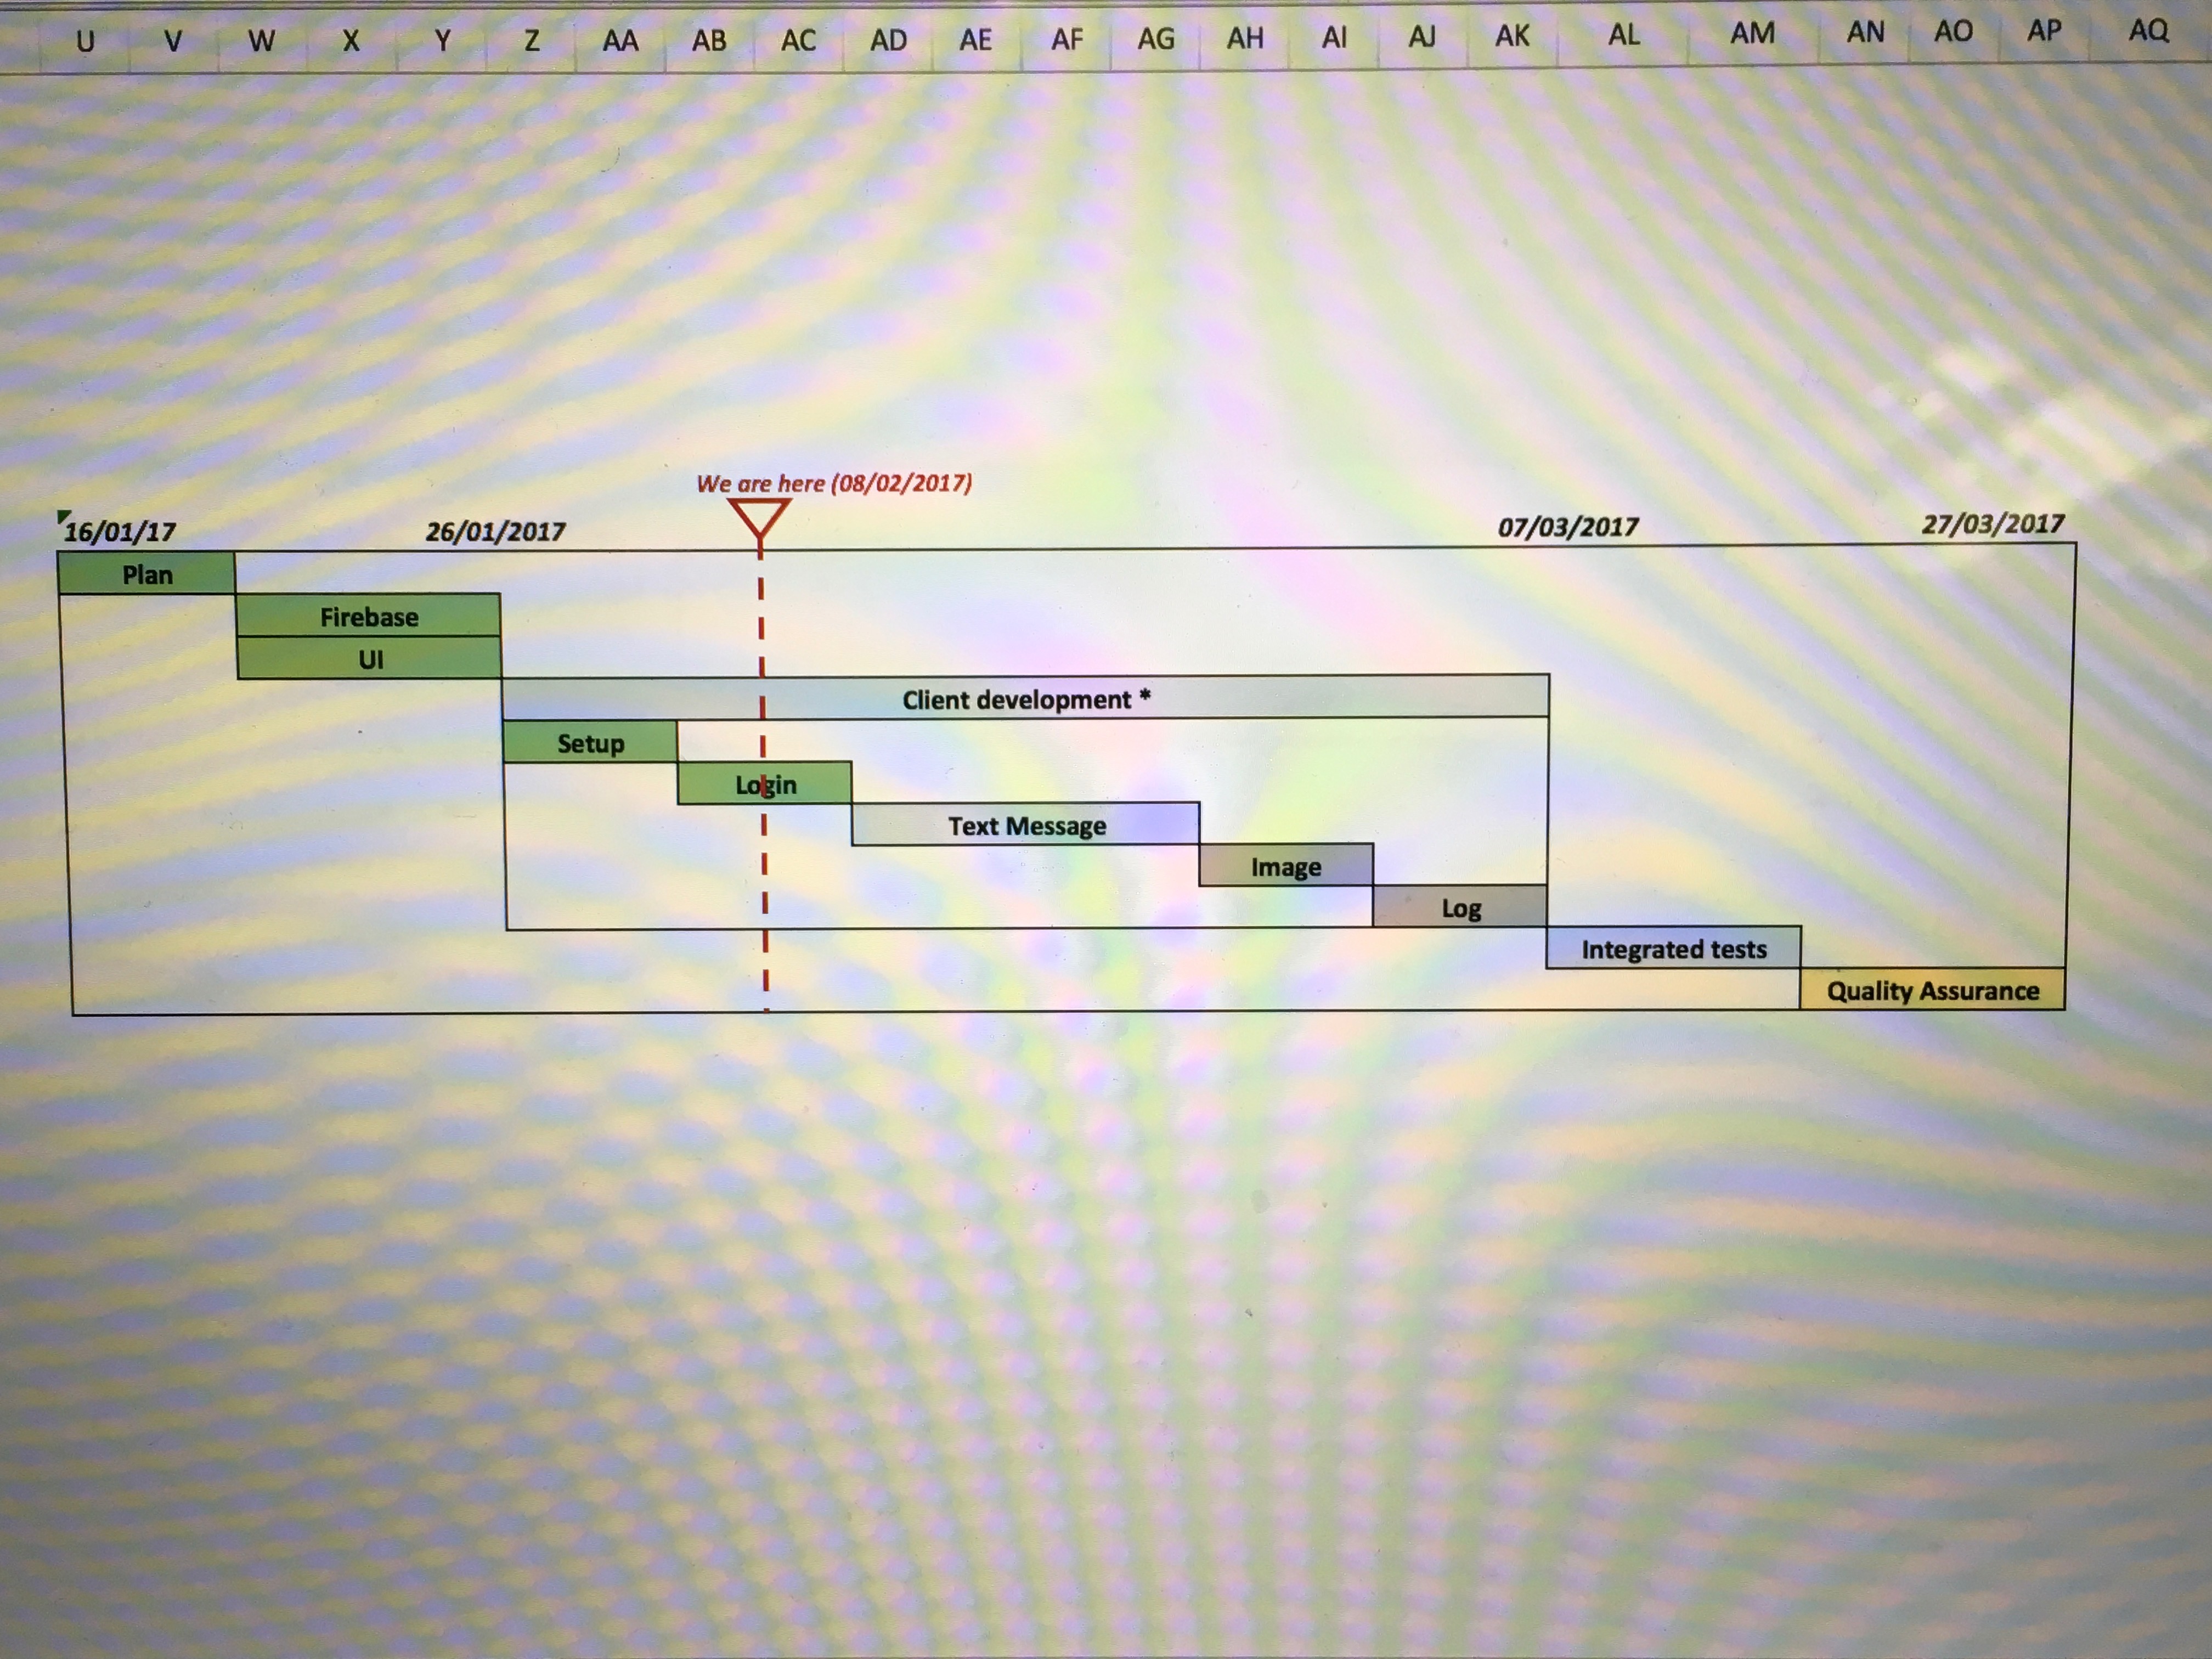 U V W X Y Z AA AB AC AD AE AF AG AH AI AJ AK AL AM AN AO AP AQ
We are here (08/02/2017)
16/01/17 26/01/2017 07/03/2017 27/03/2017
Plan
Firebase
UI
Client development *
Setup
Login
Text Message
Image
Log
Integrated tests
Quality Assurance